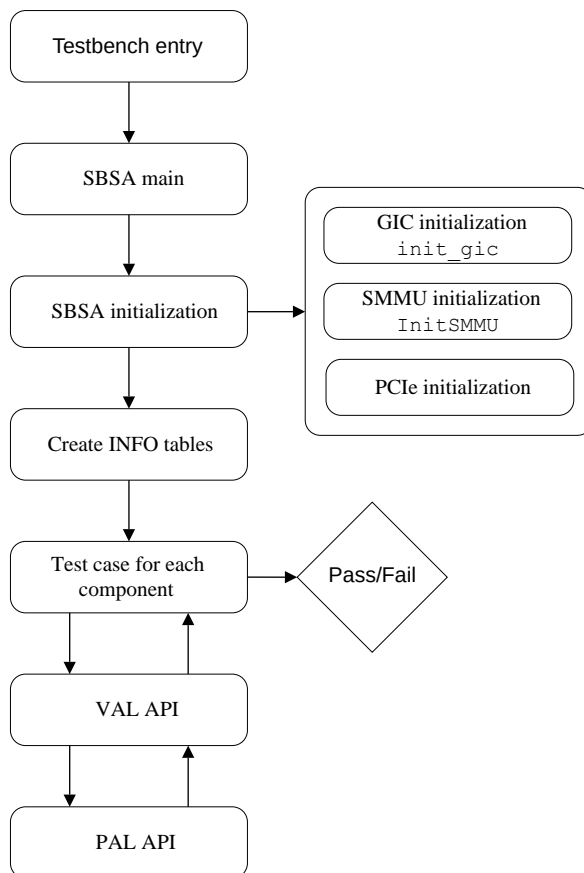 Testbench entry
SBSA main
SBSA initialization
GIC initialization
init_gic
SMMU initialization
InitSMMU
PCIe initialization
Create INFO tables
Test case for each
component
Pass/Fail
VAL API
PAL API